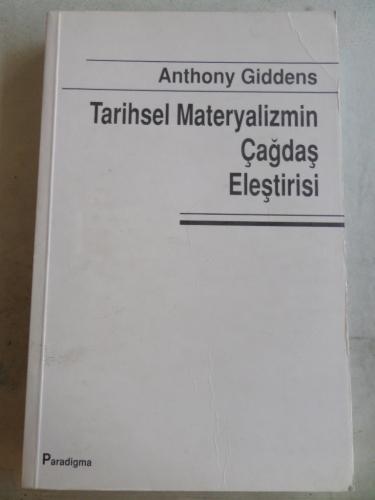 Anthony Giddens
Tarihsel Materyalizmin
Çağdaş
Eleştirisi
Paradigma